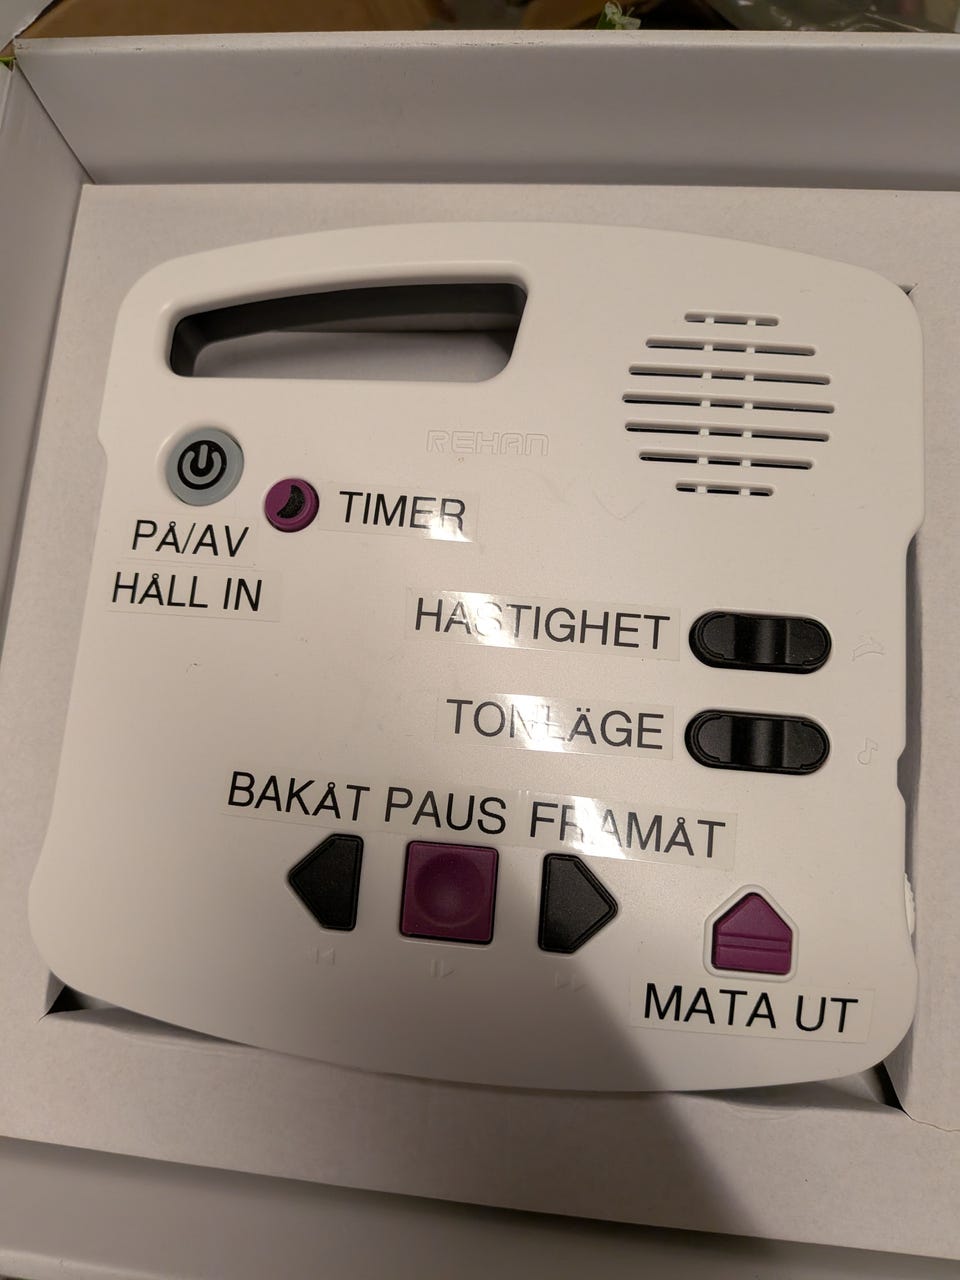 REHAN
TIMER
PÅ/AV
HÅLL IN
HASTIGHET
TONLÄGE
BAKÅT PAUS FRAMÅT
MATA UT